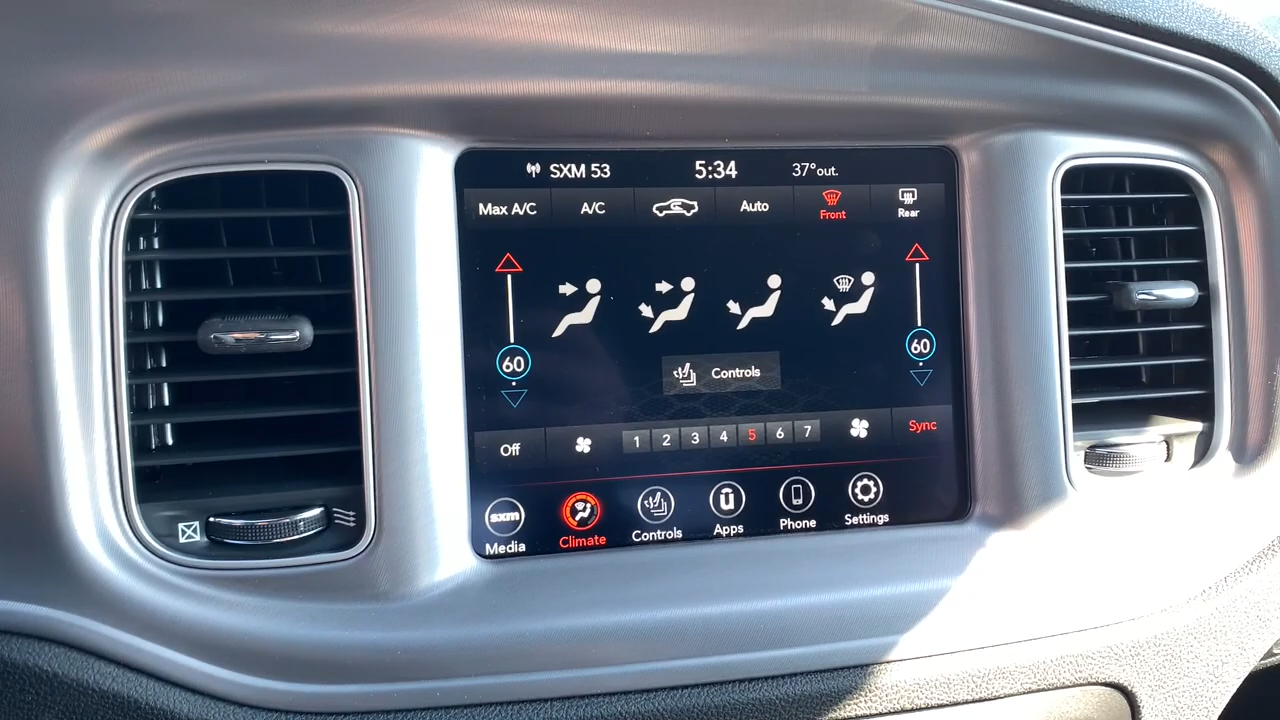 SXM 53 5:34 37°out.
Max A/C A/C Auto Front Rear
60 60
Controls
Off 1 2 3 4 5 6 7 Sync
sxm
Media Climate Controls Apps Phone Settings